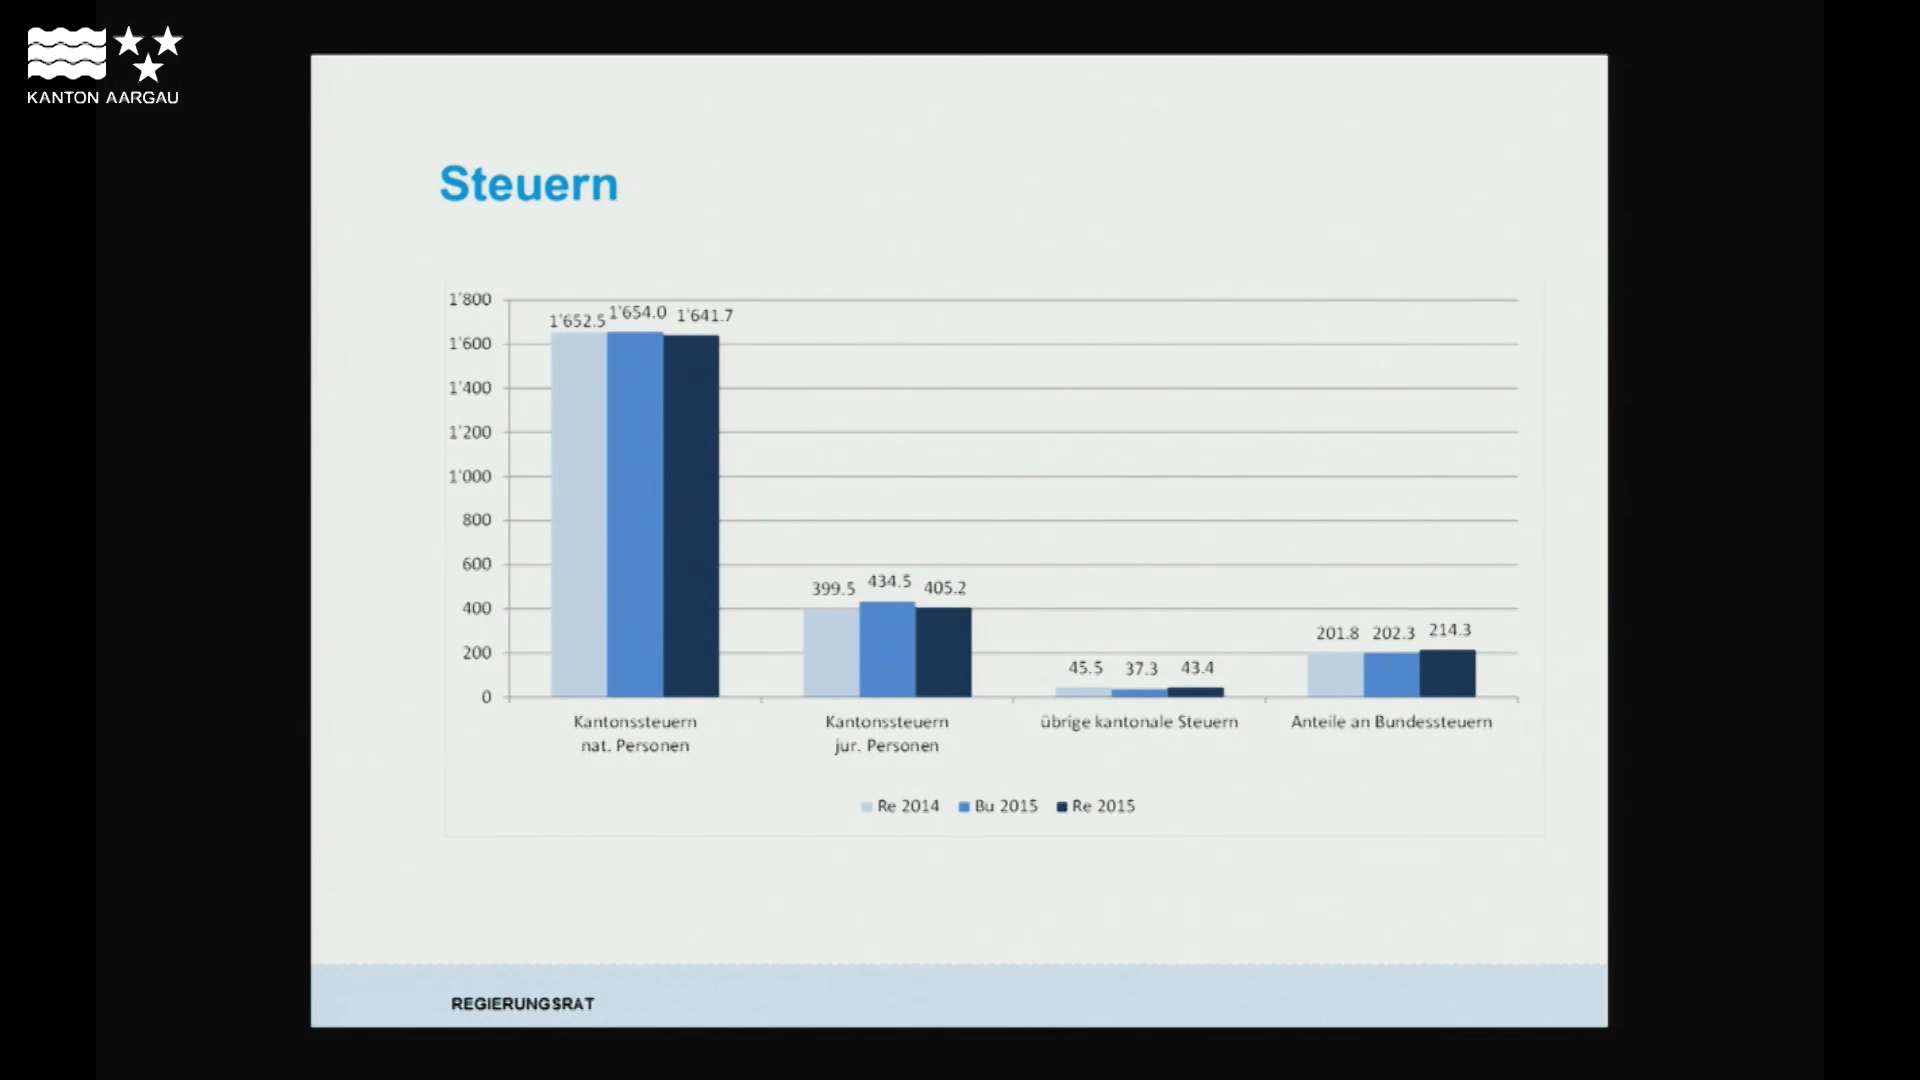 KANTON AARGAU
Steuern
1'800
1'600
1'400
1'200
1'000
800
600
400
200
0
1'652.5 1'654.0 1'641.7
399.5 434.5 405.2
45.5 37.3 43.4
201.8 202.3 214.3
Kantonssteuern
nat. Personen
Kantonssteuern
jur. Personen
übrige kantonale Steuern
Anteile an Bundessteuern
Re 2014 Bu 2015 Re 2015
REGIERUNGSRAT